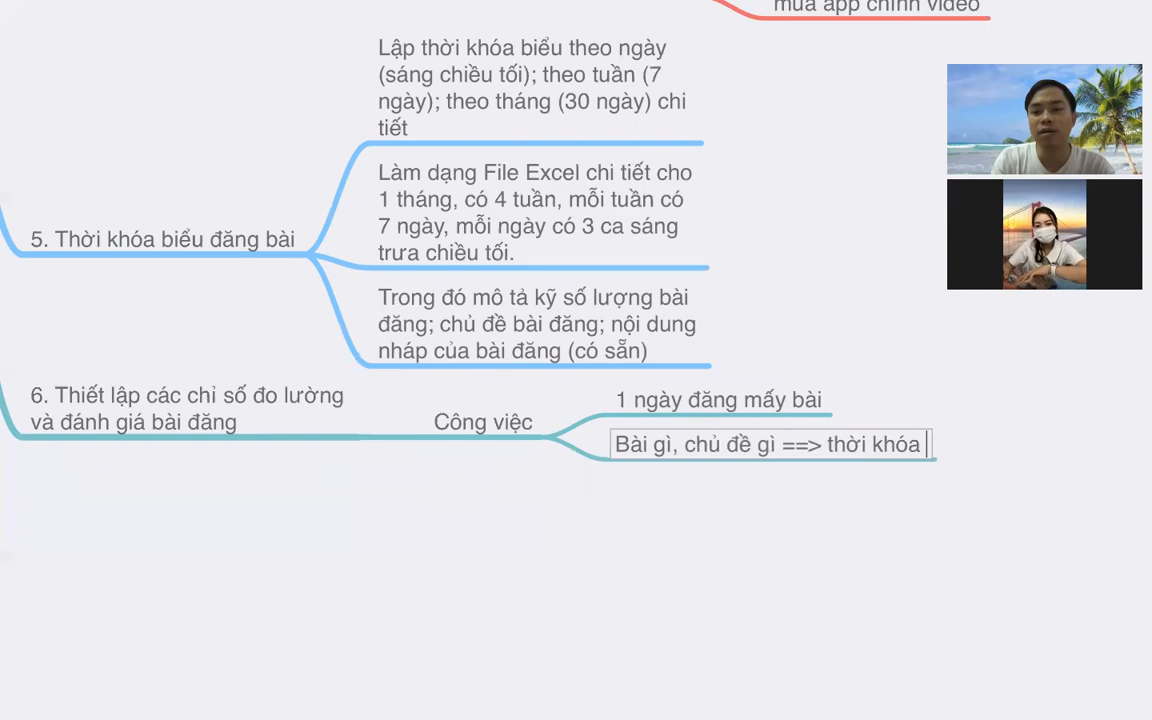 mua app chỉnh video
Lập thời khóa biểu theo ngày
(sáng chiều tối); theo tuần (7
ngày); theo tháng (30 ngày) chi
tiết
Làm dạng File Excel chi tiết cho
1 tháng, có 4 tuần, mỗi tuần có
7 ngày, mỗi ngày có 3 ca sáng
trưa chiều tối.
5. Thời khóa biểu đăng bài
Trong đó mô tả kỹ số lượng bài
đăng; chủ đề bài đăng; nội dung
nháp của bài đăng (có sẵn)
6. Thiết lập các chỉ số đo lường
và đánh giá bài đăng
Công việc
1 ngày đăng mấy bài
Bài gì, chủ đề gì ==> thời khóa